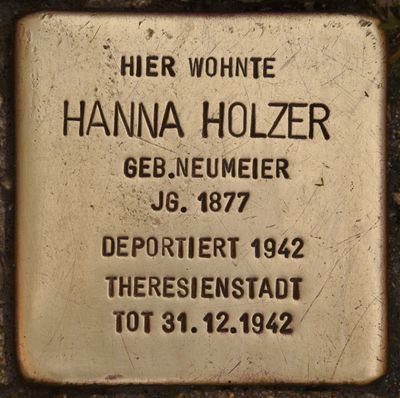 HIER WOHNTE
HANNA HOLZER
GEB.NEUMEIER
JG. 1877
DEPORTIERT 1942
THERESIENSTADT
TOT 31.12.1942